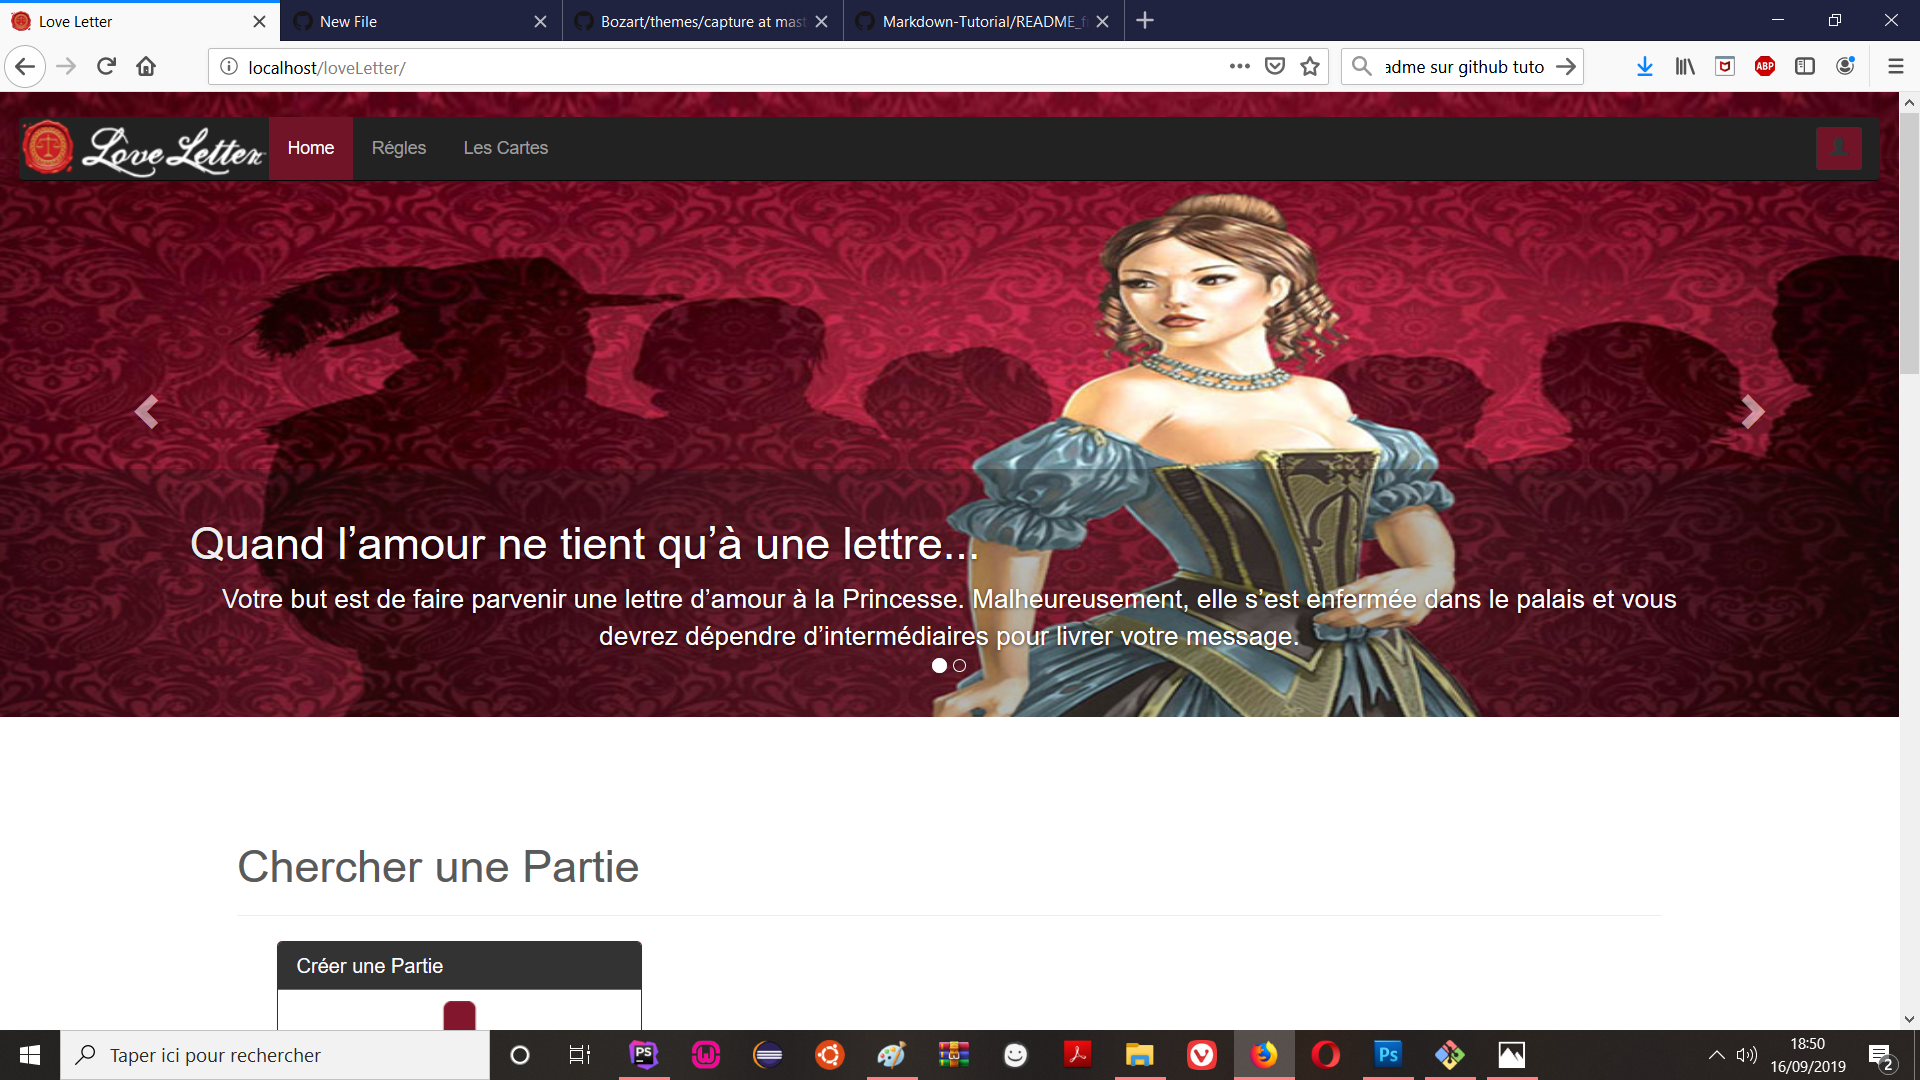 Love Letter
New File
Bozart/themes/capture at mast
Markdown-Tutorial/README_f
localhost/loveLetter/
adme sur github tuto
ABP
Love Letter
Home
Régles
Les Cartes
Quand l’amour ne tient qu’à une lettre...
Votre but est de faire parvenir une lettre d’amour à la Princesse. Malheureusement, elle s’est enfermée dans le palais et vous
devrez dépendre d’intermédiaires pour livrer votre message.
Chercher une Partie
Créer une Partie
Taper ici pour rechercher
PS
Ps
18:50
16/09/2019
2